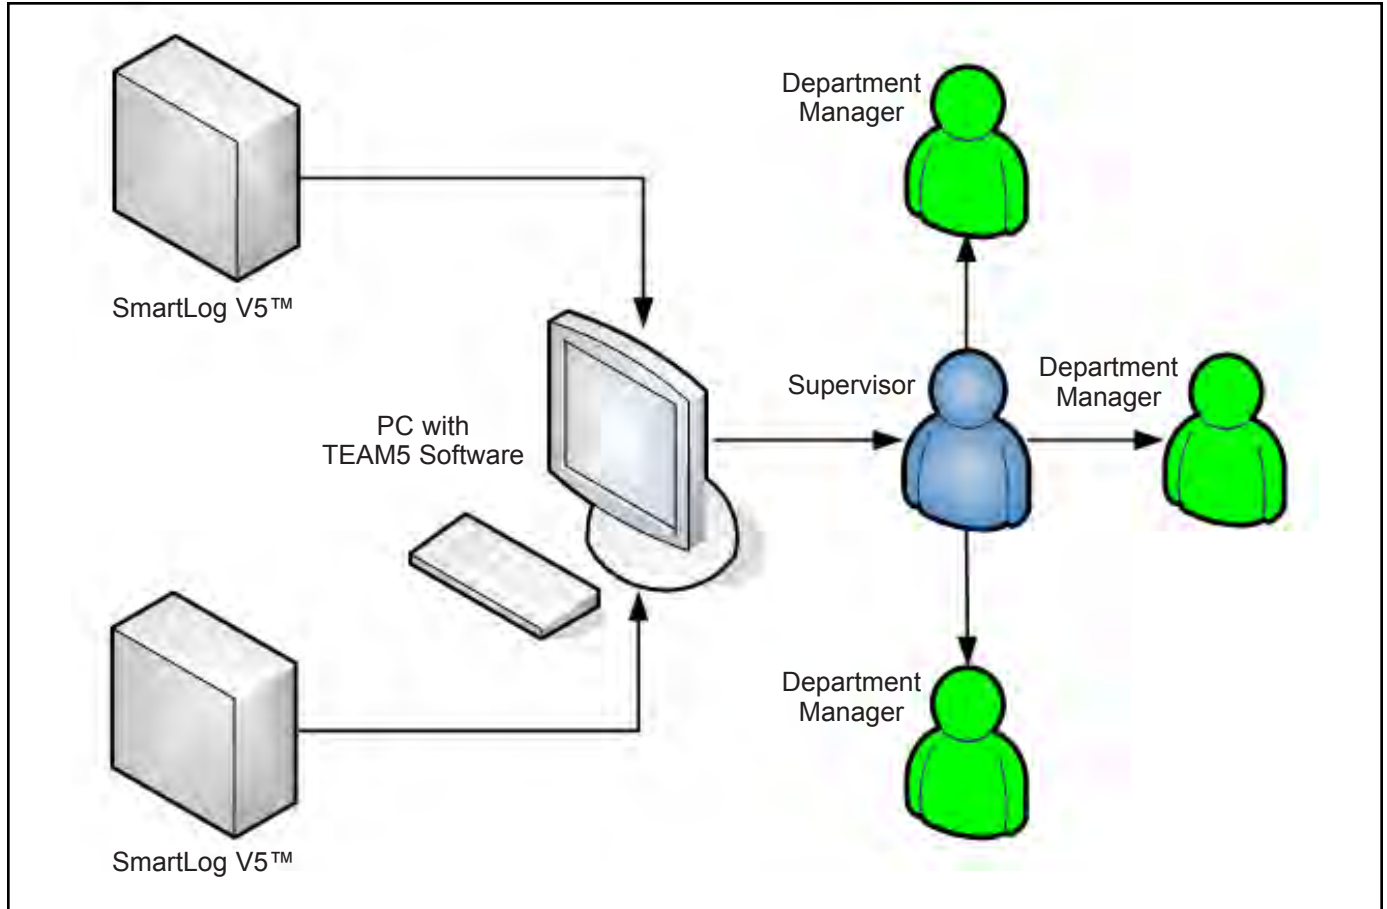 Department
Manager
SmartLog V5™
Supervisor
Department
Manager
PC with
TEAM5 Software
Department
Manager
SmartLog V5™